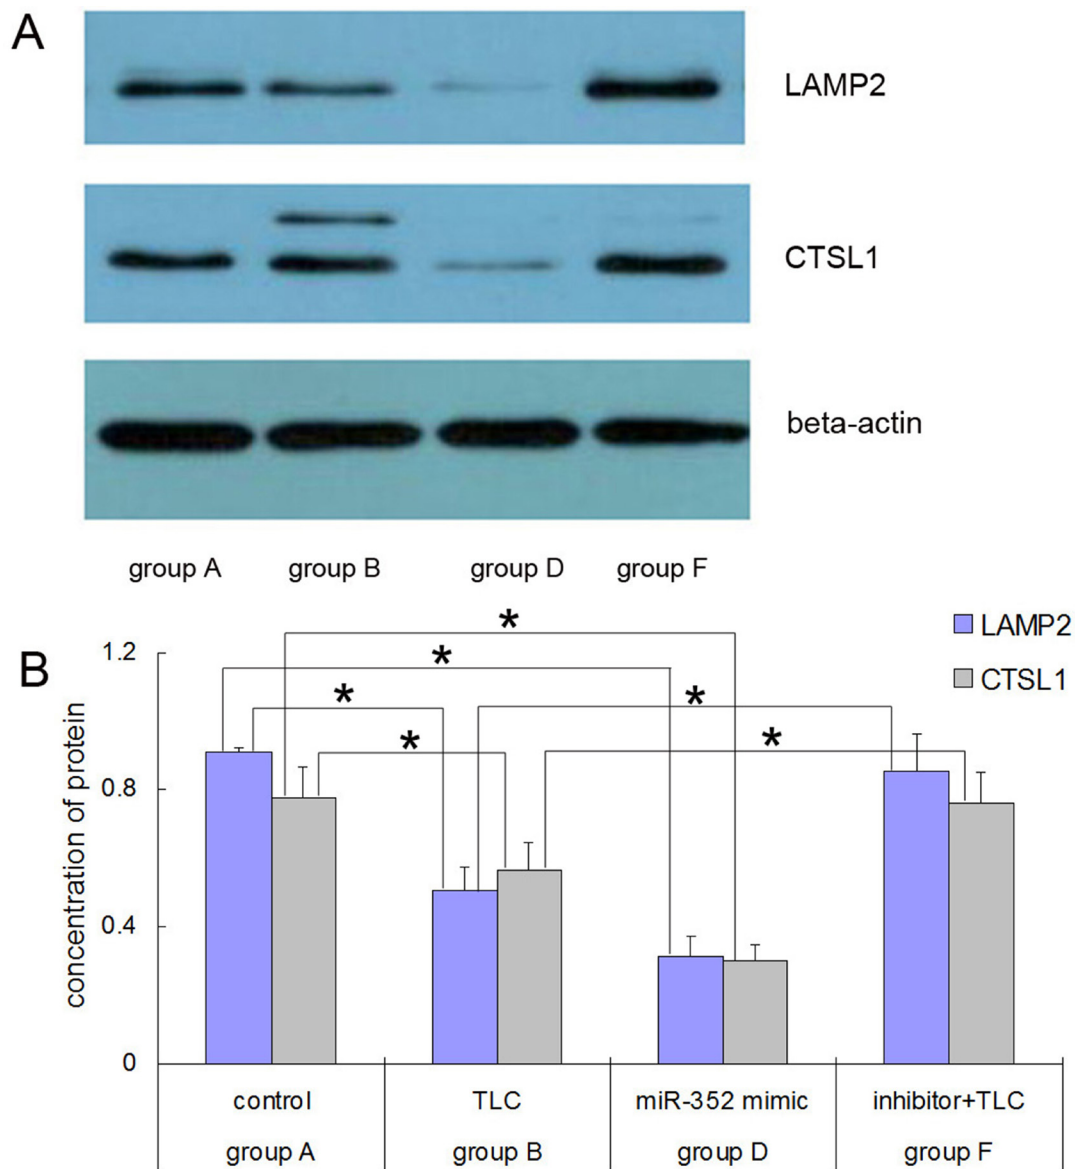 A
LAMP2
CTSL1
beta-actin
group A group B group D group F
B
concentration of protein
1.2
0.8
0.4
0
* * * * * *
LAMP2
CTSL1
control TLC miR-352 mimic inhibitor+TLC
group A group B group D group F